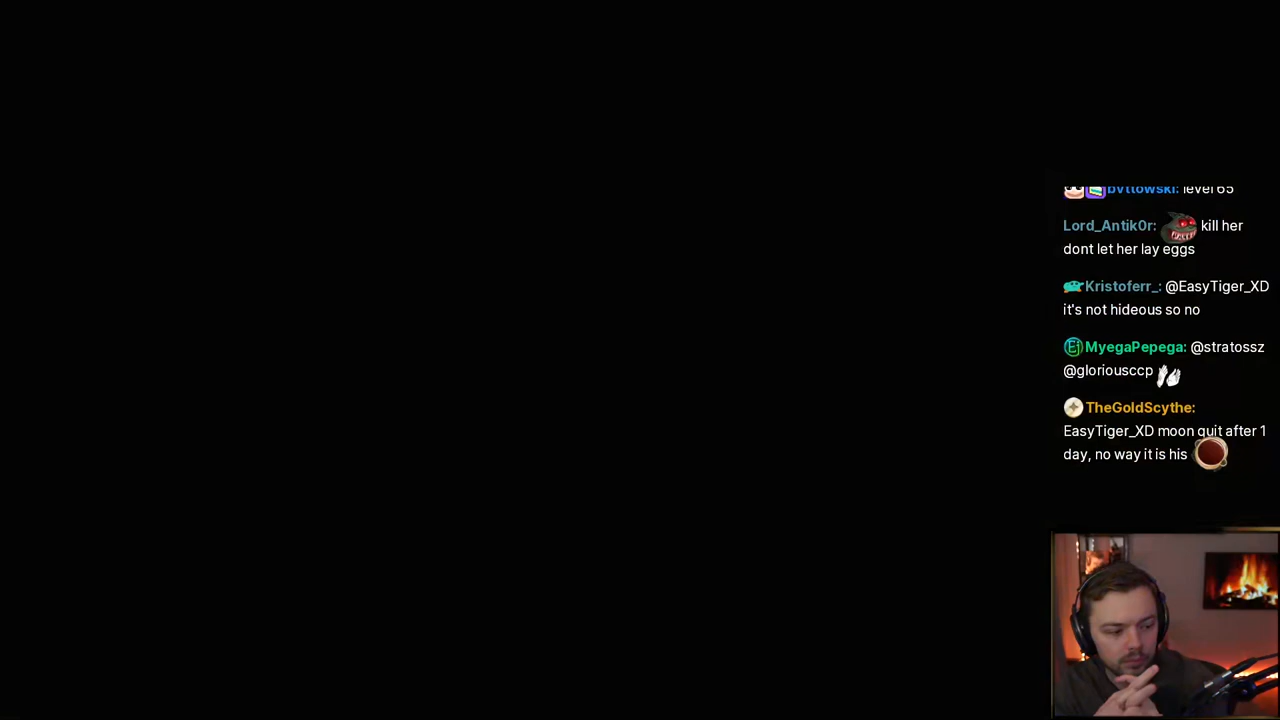 bvttowski: level 65
Lord_Antik0r: kill her
dont let her lay eggs
Kristoferr_: @EasyTiger_XD
it's not hideous so no
MyegaPepega: @stratossz
@gloriousccp
TheGoldScythe:
EasyTiger_XD moon quit after 1
day, no way it is his